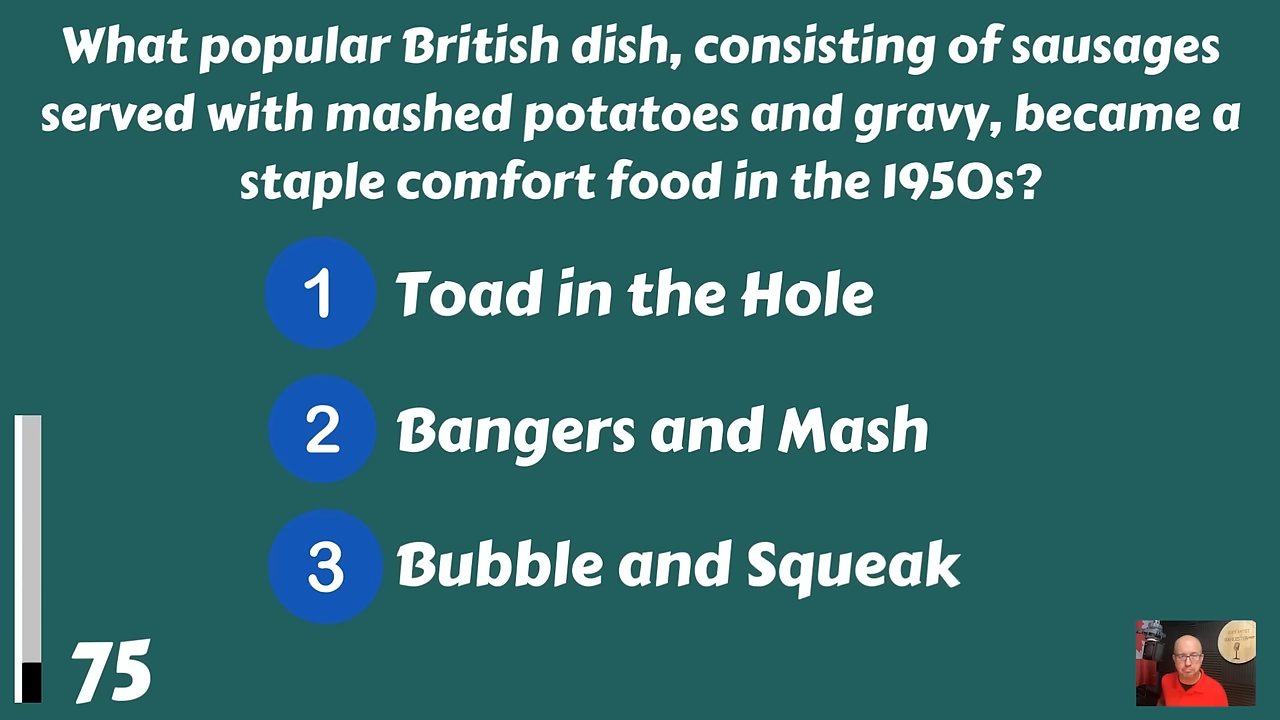 What popular British dish, consisting of sausages
served with mashed potatoes and gravy, became a
staple comfort food in the 1950s?
1 Toad in the Hole
2 Bangers and Mash
3 Bubble and Squeak
75